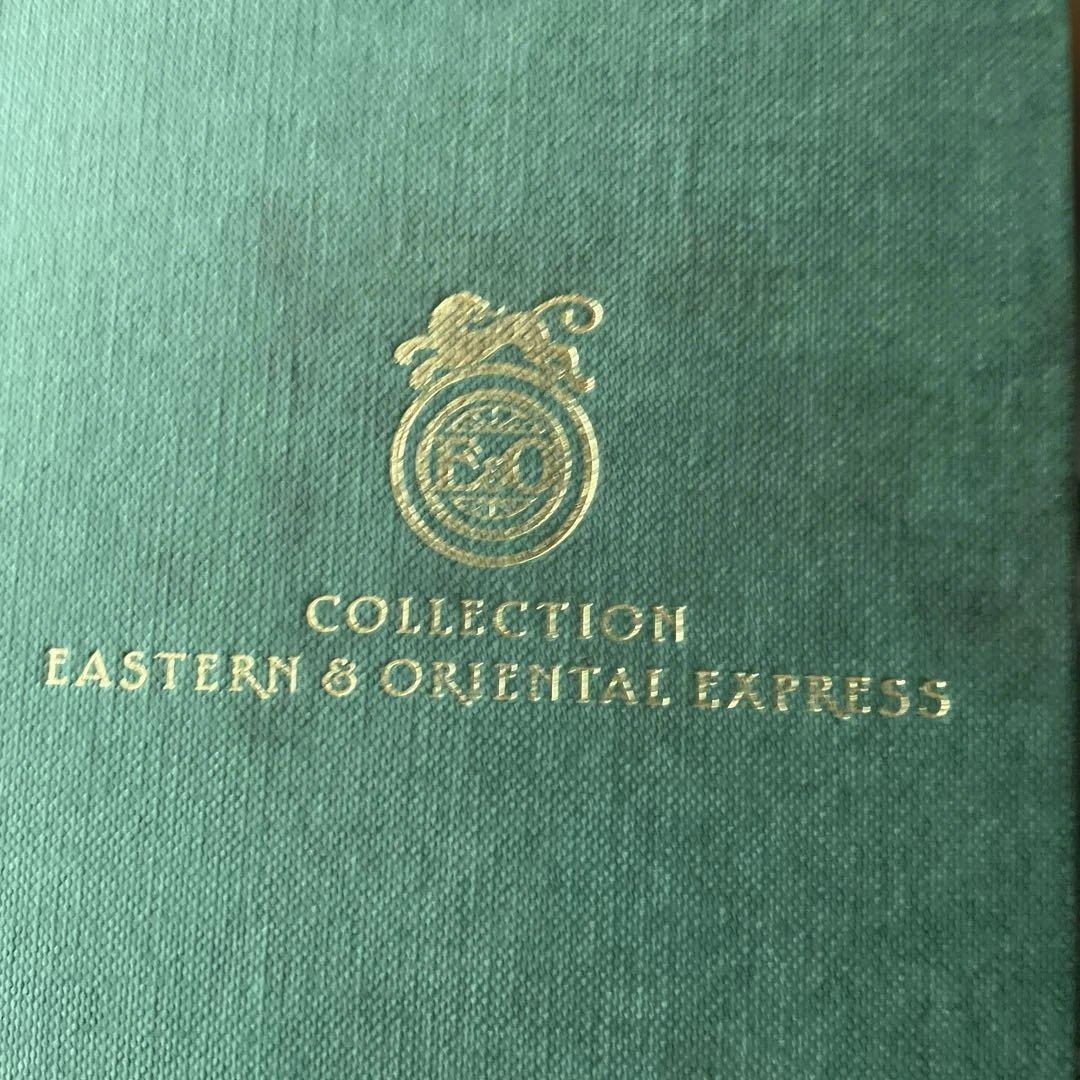 E&O
COLLECTION
EASTERN & ORIENTAL EXPRESS